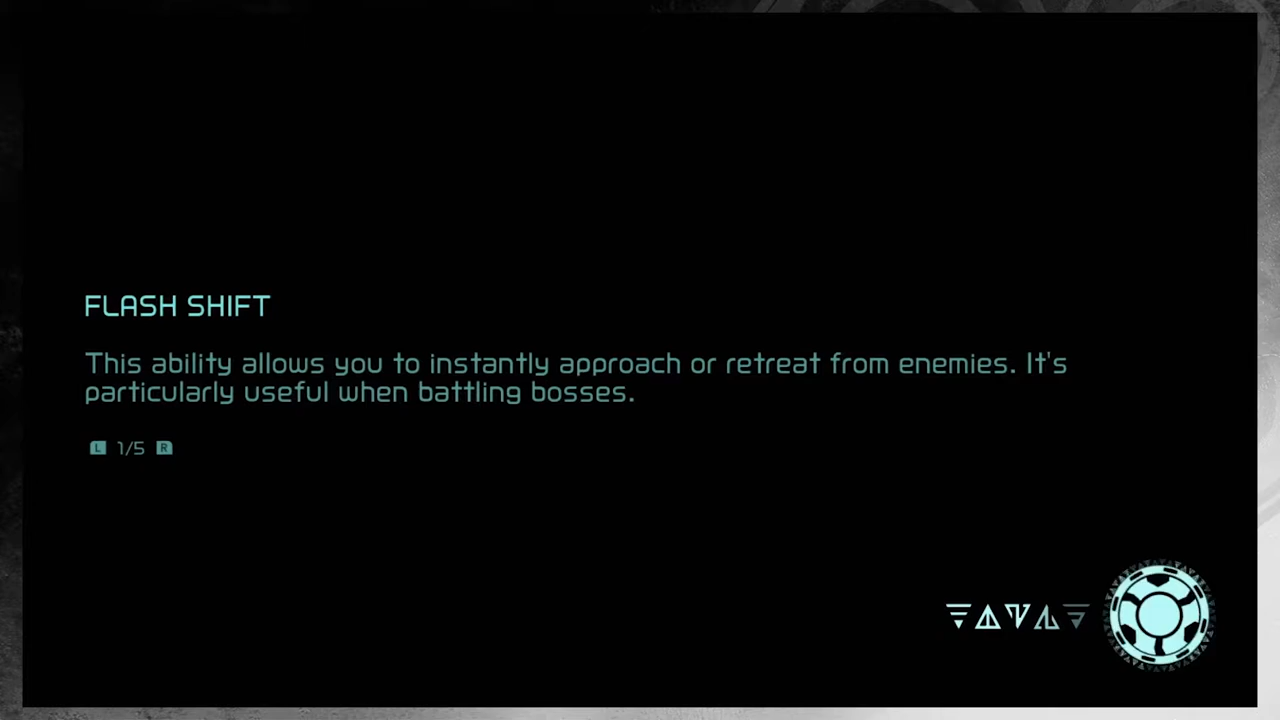 FLASH SHIFT
This ability allows you to instantly approach or retreat from enemies. It's
particularly useful when battling bosses.
L 1/5 R